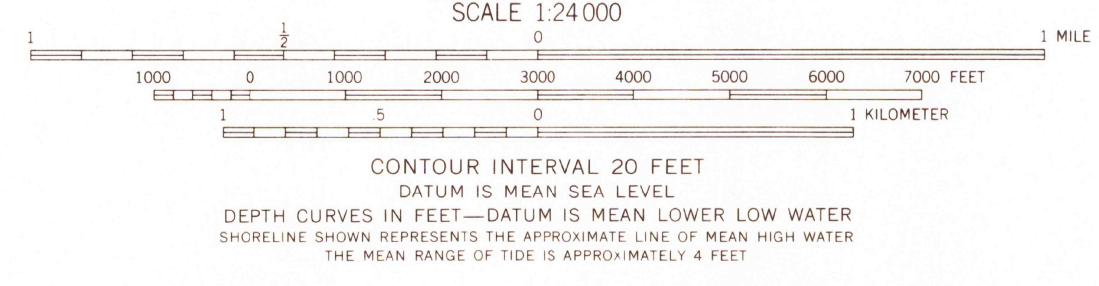 SCALE 1:24 000
1 ½ 0 1 MILE
1000 0 1000 2000 3000 4000 5000 6000 7000 FEET
1 .5 0 1 KILOMETER
CONTOUR INTERVAL 20 FEET
DATUM IS MEAN SEA LEVEL
DEPTH CURVES IN FEET—DATUM IS MEAN LOWER LOW WATER
SHORELINE SHOWN REPRESENTS THE APPROXIMATE LINE OF MEAN HIGH WATER
THE MEAN RANGE OF TIDE IS APPROXIMATELY 4 FEET